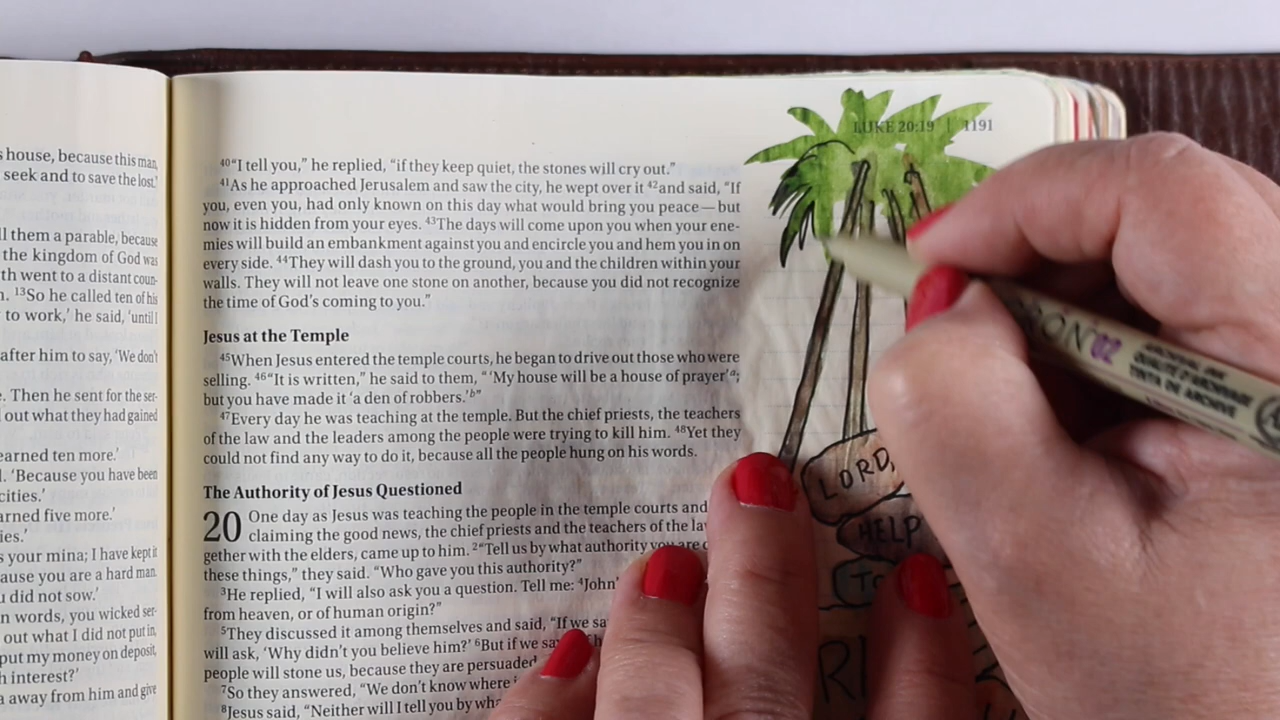 s house, because this man,
seek and to save the lost.'
ll them a parable, because
the kingdom of God was
th went to a distant coun-
n. 13So he called ten of his
to work,' he said, 'until I
after him to say, 'We don't
e. Then he sent for the ser-
out what they had gained
earned ten more.'
l. 'Because you have been
cities.'
arned five more.'
ies.'
s your mina; I have kept it
ause you are a hard man.
u did not sow.'
n words, you wicked ser-
out what I did not put in,
put my money on deposit,
h interest?'
a away from him and give
LUKE 20:19 | 1191
40"I tell you," he replied, "if they keep quiet, the stones will cry out."
41As he approached Jerusalem and saw the city, he wept over it 42and said, "If
you, even you, had only known on this day what would bring you peace—but
now it is hidden from your eyes. 43The days will come upon you when your ene-
mies will build an embankment against you and encircle you and hem you in on
every side. 44They will dash you to the ground, you and the children within your
walls. They will not leave one stone on another, because you did not recognize
the time of God's coming to you."
Jesus at the Temple
45When Jesus entered the temple courts, he began to drive out those who were
selling. 46"It is written," he said to them, "'My house will be a house of prayer'a;
but you have made it 'a den of robbers.'b"
47Every day he was teaching at the temple. But the chief priests, the teachers
of the law and the leaders among the people were trying to kill him. 48Yet they
could not find any way to do it, because all the people hung on his words.
The Authority of Jesus Questioned
20 One day as Jesus was teaching the people in the temple courts and
claiming the good news, the chief priests and the teachers of the la
gether with the elders, came up to him. 2"Tell us by what authority you are
these things," they said. "Who gave you this authority?"
3He replied, "I will also ask you a question. Tell me: 4John'
from heaven, or of human origin?"
5They discussed it among themselves and said, "If we sa
will ask, 'Why didn't you believe him?' 6But if we sa
people will stone us, because they are persuaded
7So they answered, "We don't know where
8Jesus said, "Neither will I tell you by wha
LORD,
HELP
TO
RI
02
ARCHIVAL INK
QUALITÉ D'ARCHIVAGE
TINTA DE ARCHIVE